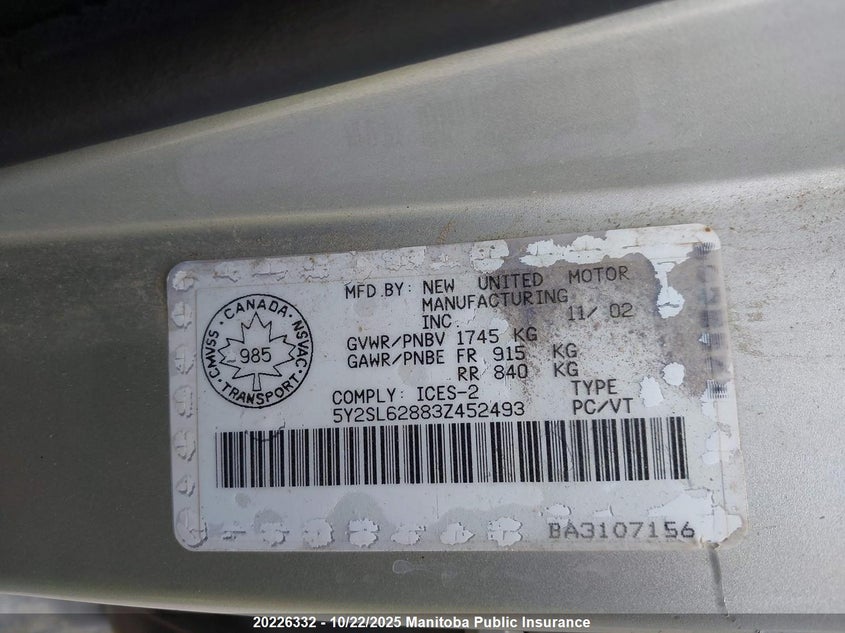 MFD.BY: NEW UNITED MOTOR
MANUFACTURING
INC. 11/ 02
GVWR/PNBV 1745 KG
GAWR/PNBE FR 915 KG
RR 840 KG
COMPLY: ICES-2 TYPE
5Y2SL62883Z452493 PC/VT
CANADA
CMVSS 985 NSVAC
TRANSPORT
BA3107156
20226332 - 10/22/2025 Manitoba Public Insurance